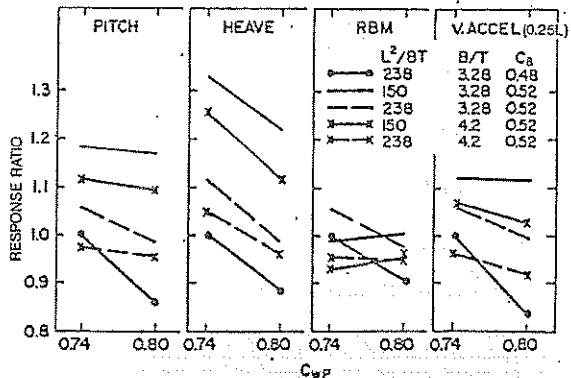 PITCH HEAVE RBM V.ACCEL(0.25L)
L²/BT B/T C_B
238 3.28 0.48
150 3.28 0.52
238 3.28 0.52
150 4.2 0.52
238 4.2 0.52
RESPONSE RATIO
1.3
1.2
1.1
1.0
0.9
0.8
0.74 0.80 0.74 0.80 0.74 0.80 0.74 0.80
C_WP